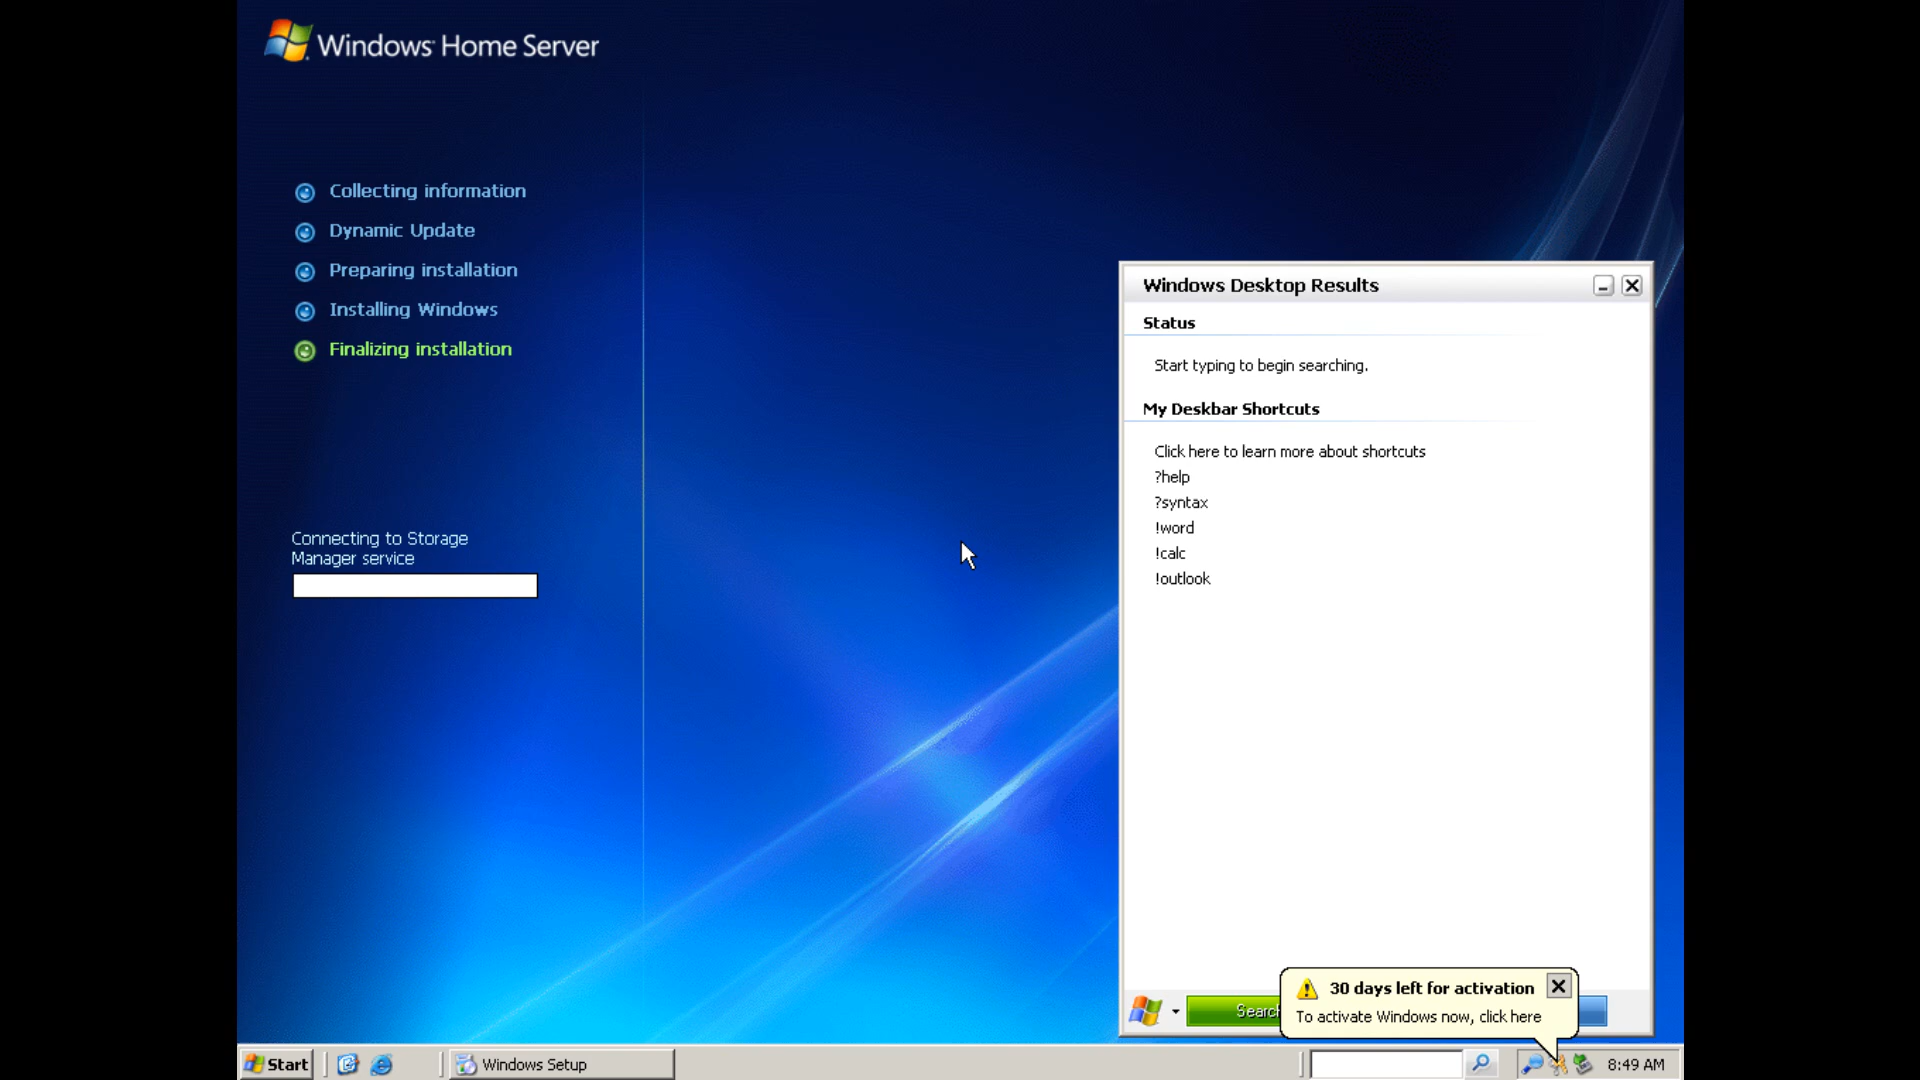 Windows Home Server
Collecting information
Dynamic Update
Preparing installation
Installing Windows
Finalizing installation
Connecting to Storage
Manager service
Windows Desktop Results
Status
Start typing to begin searching.
My Deskbar Shortcuts
Click here to learn more about shortcuts
?help
?syntax
!word
!calc
!outlook
Search
30 days left for activation
To activate Windows now, click here
Start
Windows Setup
8:49 AM